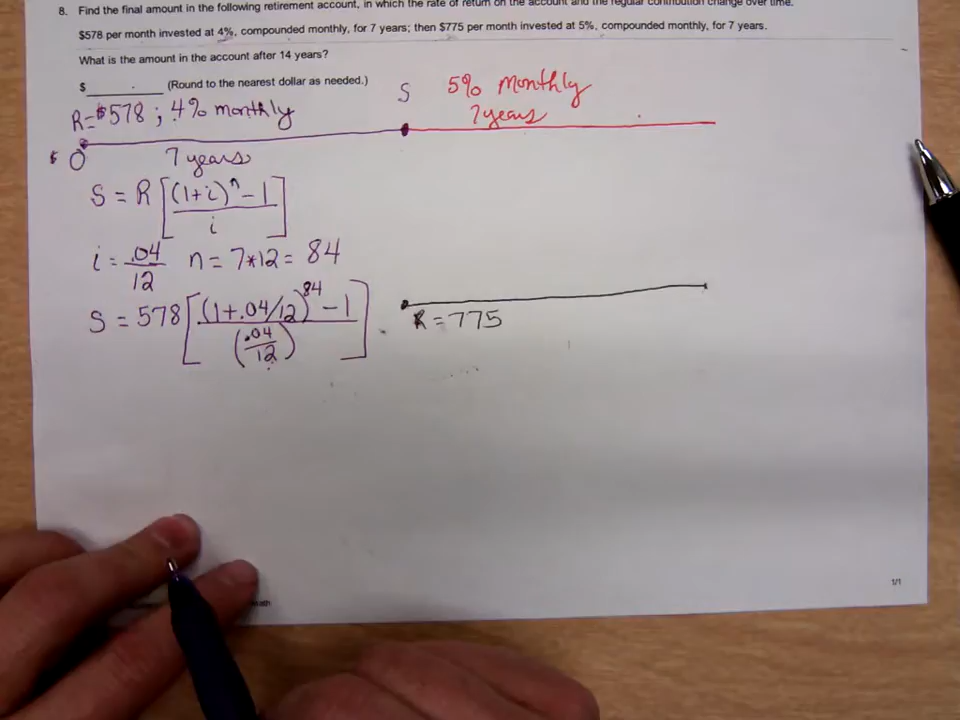 8. Find the final amount in the following retirement account, in which the rate of return on the account and the regular contribution change over time.
$578 per month invested at 4%, compounded monthly, for 7 years; then $775 per month invested at 5%, compounded monthly, for 7 years.
What is the amount in the account after 14 years?
$ ________ (Round to the nearest dollar as needed.)
R=$578 ; 4% monthly
S 5% monthly
7 years
$ 0 7 years
S = R [ (1+i)^n - 1 / i ]
i = .04/12 n = 7*12 = 84
S = 578 [ (1+.04/12)^84 - 1 / (.04/12) ]
R = 775
1/1